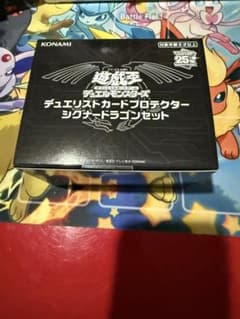 Battle Fiel
KONAMI
遊戯王
デュエルモンスターズ
25th
デュエリストカードプロテクター
シグナードラゴンセット